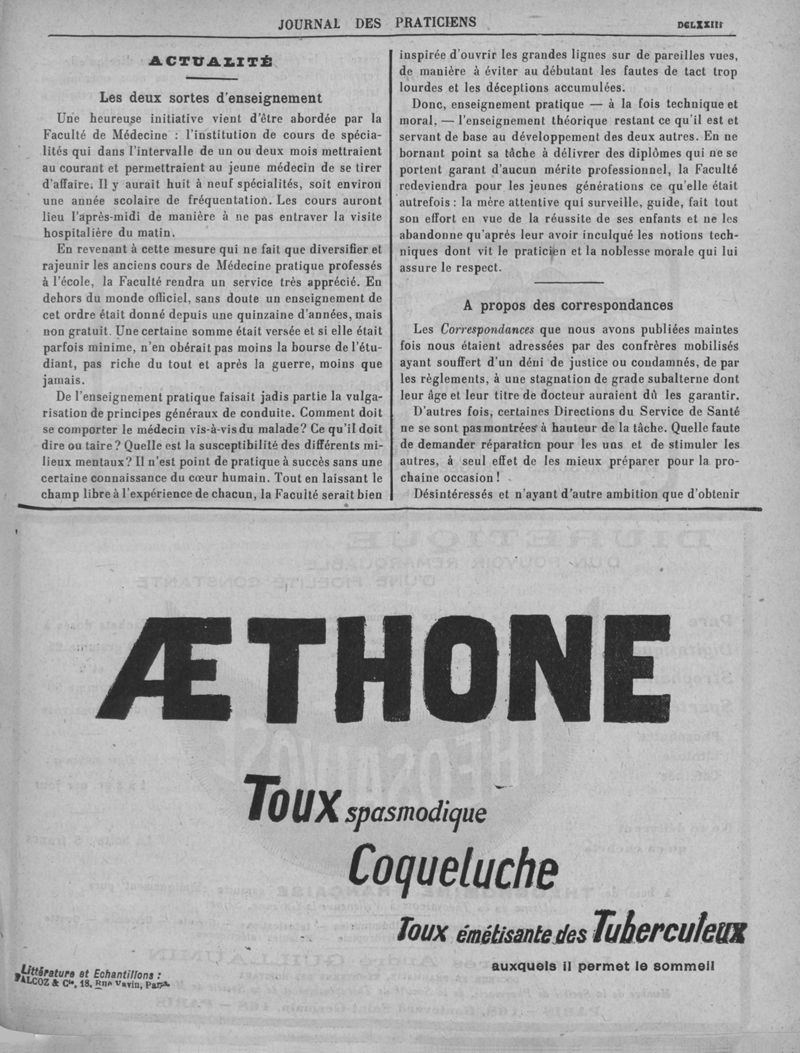 JOURNAL DES PRATICIENS
DCLXXIII
ACTUALITÉ
Les deux sortes d'enseignement
Une heureuse initiative vient d'être abordée par la
Faculté de Médecine : l'institution de cours de spécia-
lités qui dans l'intervalle de un ou deux mois mettraient
au courant et permettraient au jeune médecin de se tirer
d'affaire. Il y aurait huit à neuf spécialités, soit environ
une année scolaire de fréquentation. Les cours auront
lieu l'après-midi de manière à ne pas entraver la visite
hospitalière du matin.
En revenant à cette mesure qui ne fait que diversifier et
rajeunir les anciens cours de Médecine pratique professés
à l'école, la Faculté rendra un service très apprécié. En
dehors du monde officiel, sans doute un enseignement de
cet ordre était donné depuis une quinzaine d'années, mais
non gratuit. Une certaine somme était versée et si elle était
parfois minime, n'en obérait pas moins la bourse de l'étu-
diant, pas riche du tout et après la guerre, moins que
jamais.
De l'enseignement pratique faisait jadis partie la vulga-
risation de principes généraux de conduite. Comment doit
se comporter le médecin vis-à-vis du malade? Ce qu'il doit
dire ou taire? Quelle est la susceptibilité des différents mi-
lieux mentaux? Il n'est point de pratique à succès sans une
certaine connaissance du cœur humain. Tout en laissant le
champ libre à l'expérience de chacun, la Faculté serait bien
inspirée d'ouvrir les grandes lignes sur de pareilles vues,
de manière à éviter au débutant les fautes de tact trop
lourdes et les déceptions accumulées.
Donc, enseignement pratique — à la fois technique et
moral, — l'enseignement théorique restant ce qu'il est et
servant de base au développement des deux autres. En ne
bornant point sa tâche à délivrer des diplômes qui ne se
portent garant d'aucun mérite professionnel, la Faculté
redeviendra pour les jeunes générations ce qu'elle était
autrefois : la mère attentive qui surveille, guide, fait tout
son effort en vue de la réussite de ses enfants et ne les
abandonne qu'après leur avoir inculqué les notions tech-
niques dont vit le praticien et la noblesse morale qui lui
assure le respect.
A propos des correspondances
Les Correspondances que nous avons publiées maintes
fois nous étaient adressées par des confrères mobilisés
ayant souffert d'un déni de justice ou condamnés, de par
les règlements, à une stagnation de grade subalterne dont
leur âge et leur titre de docteur auraient dû les garantir.
D'autres fois, certaines Directions du Service de Santé
ne se sont pas montrées à hauteur de la tâche. Quelle faute
de demander réparation pour les uns et de stimuler les
autres, à seul effet de les mieux préparer pour la pro-
chaine occasion!
Désintéressés et n'ayant d'autre ambition que d'obtenir
ÆTHONE
Toux spasmodique
Coqueluche
Toux émétisante des Tuberculeux
auxquels il permet le sommeil
Littérature et Echantillons :
FALCOZ & Cie, 18, Rue Vavin, Paris.